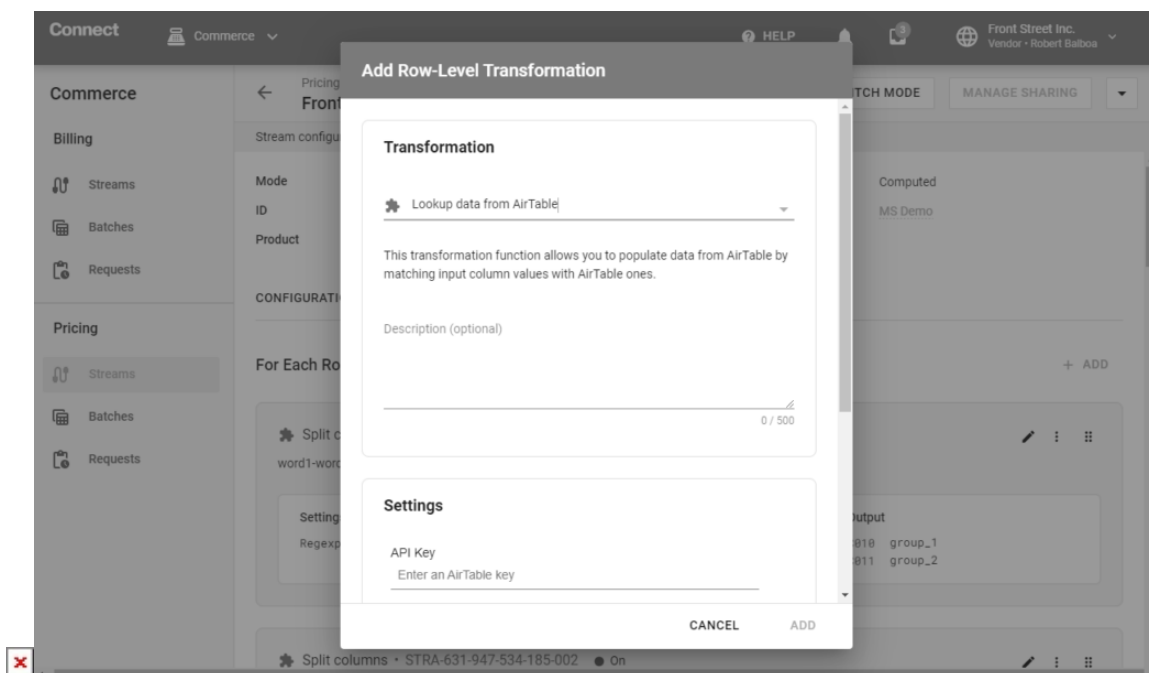 Connect
Commerce
HELP
3
Front Street Inc.
Vendor • Robert Balboa
Commerce
Billing
Streams
Batches
Requests
Pricing
Streams
Batches
Requests
Pricing
Front
TCH MODE
MANAGE SHARING
Stream configu
Mode
ID
Product
Computed
MS Demo
CONFIGURATI
For Each Ro
+ ADD
Split c
word1-word
Setting
Regexp
Output
group_1
group_2
Split columns • STRA-631-947-534-185-002 ● On
Add Row-Level Transformation
Transformation
Lookup data from AirTable
This transformation function allows you to populate data from AirTable by
matching input column values with AirTable ones.
Description (optional)
0 / 500
Settings
API Key
Enter an AirTable key
CANCEL
ADD